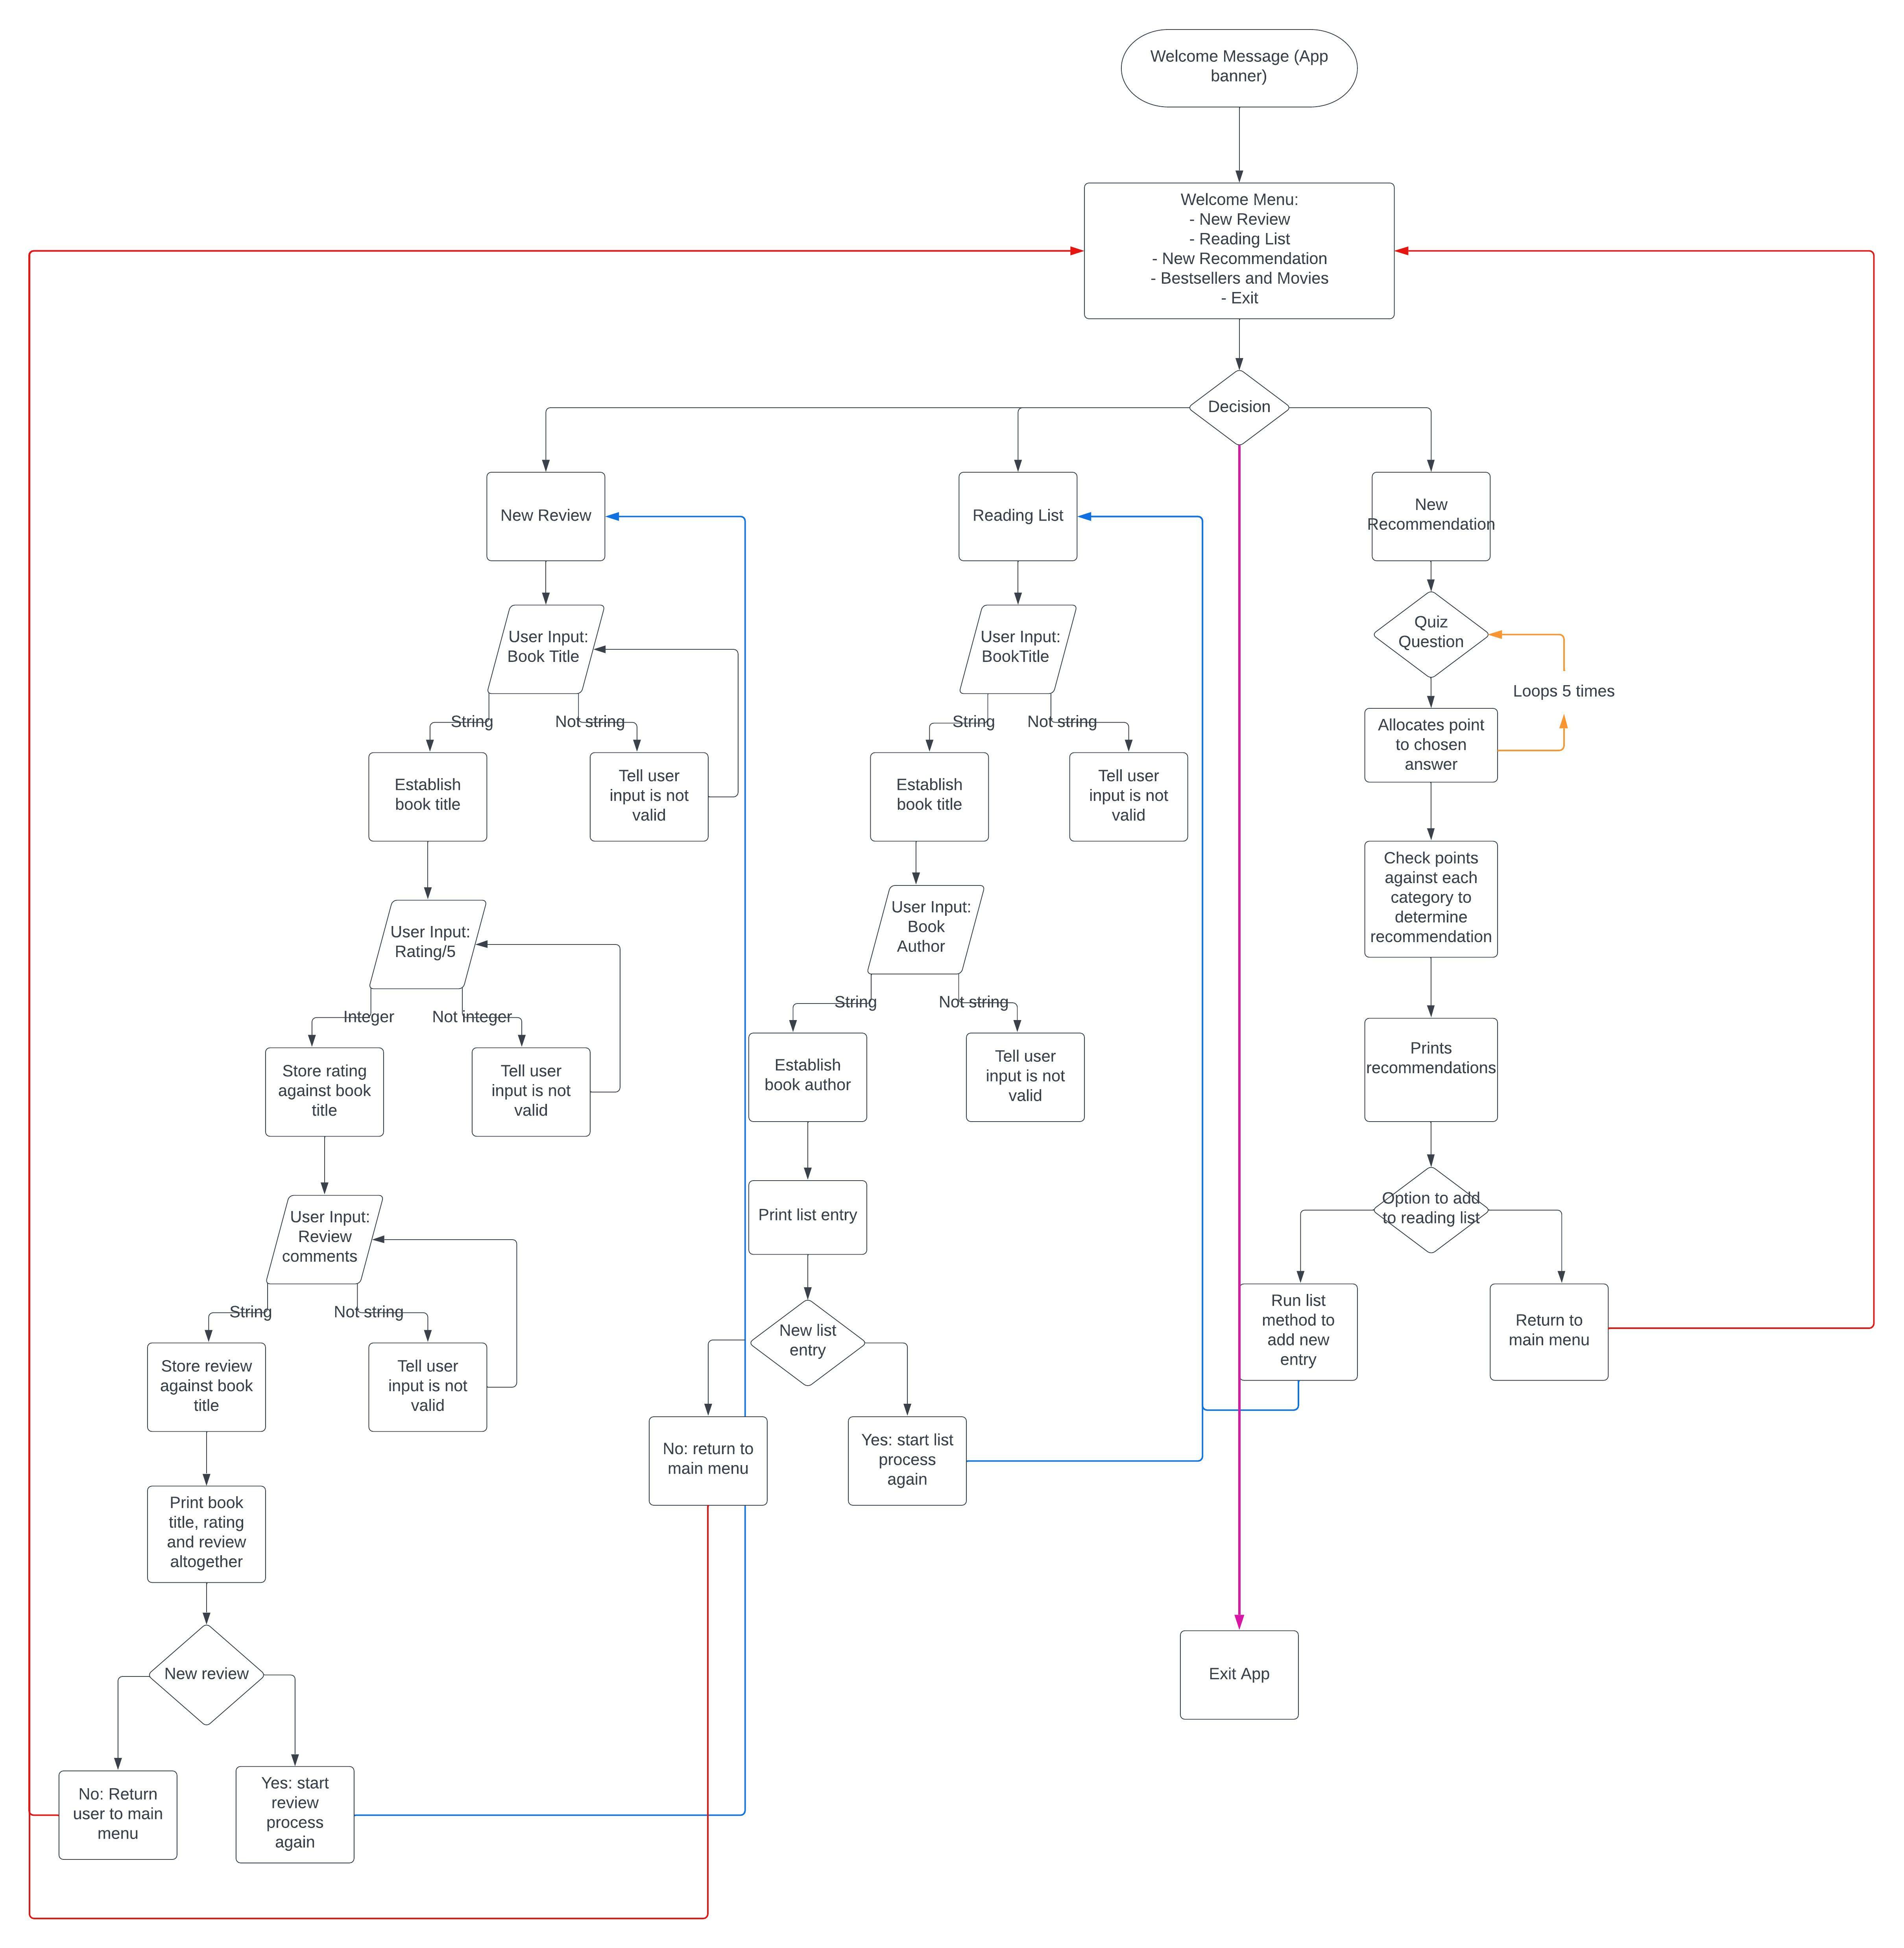 Welcome Message (App
banner)
Welcome Menu:
- New Review
- Reading List
- New Recommendation
- Bestsellers and Movies
- Exit
Decision
New Review
Reading List
New
Recommendation
User Input:
Book Title
User Input:
BookTitle
Quiz
Question
Loops 5 times
String
Not string
String
Not string
Allocates point
to chosen
answer
Establish
book title
Tell user
input is not
valid
Establish
book title
Tell user
input is not
valid
Check points
against each
category to
determine
recommendation
User Input:
Rating/5
User Input:
Book
Author
String
Not string
Integer
Not integer
Store rating
against book
title
Tell user
input is not
valid
Establish
book author
Tell user
input is not
valid
Prints
recommendations
User Input:
Review
comments
Print list entry
Option to add
to reading list
String
Not string
New list
entry
Run list
method to
add new
entry
Return to
main menu
Store review
against book
title
Tell user
input is not
valid
No: return to
main menu
Yes: start list
process
again
Print book
title, rating
and review
altogether
New review
Exit App
No: Return
user to main
menu
Yes: start
review
process
again